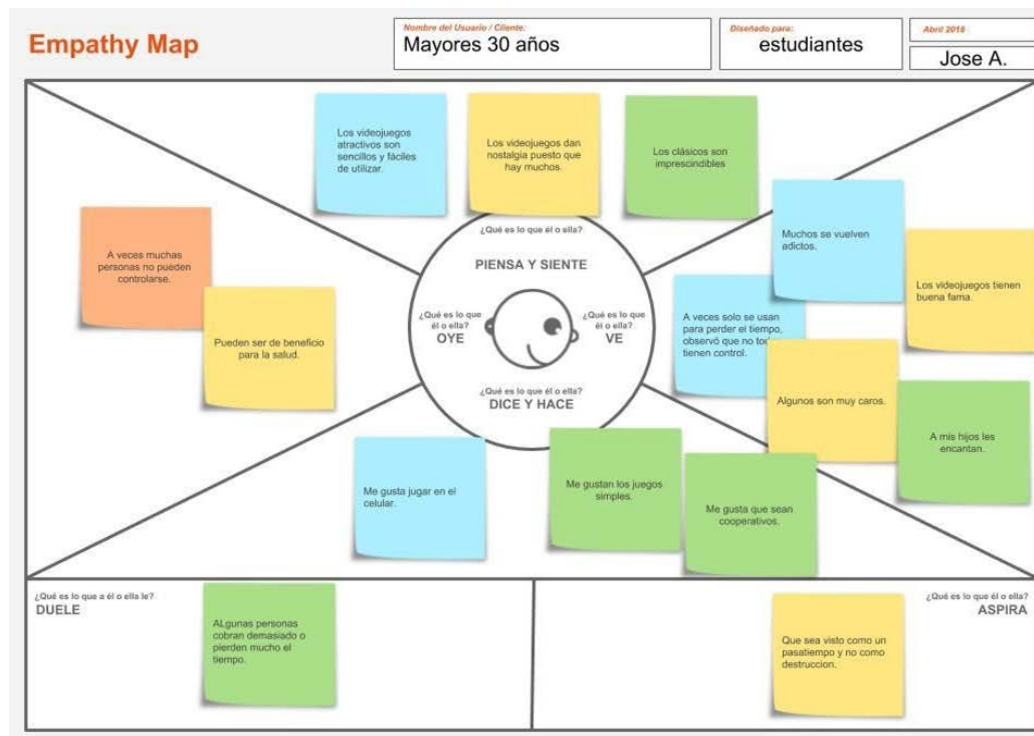 Empathy Map
Nombre del Usuario / Cliente:
Mayores 30 años
Diseñado para:
estudiantes
Abril 2018
Jose A.
Los videojuegos
atractivos son
sencillos y fáciles
de utilizar.
Los videojuegos dan
nostalgia puesto que
hay muchos.
Los clásicos son
imprescindibles
A veces muchas
personas no pueden
controlarse.
Pueden ser de beneficio
para la salud.
¿Qué es lo que él o ella?
PIENSA Y SIENTE
¿Qué es lo que
él o ella?
OYE
¿Qué es lo que
él o ella?
VE
¿Qué es lo que él o ella?
DICE Y HACE
Muchos se vuelven
adictos.
Los videojuegos tienen
buena fama.
A veces solo se usan
para perder el tiempo,
observó que no
tienen control.
Algunos son muy caros.
A mis hijos les
encantan.
Me gusta jugar en el
celular.
Me gustan los juegos
simples.
Me gusta que sean
cooperativos.
¿Qué es lo que a él o ella le?
DUELE
ALgunas personas
cobran demasiado o
pierden mucho el
tiempo.
¿Qué es lo que él o ella?
ASPIRA
Que sea visto como un
pasatiempo y no como
destruccion.